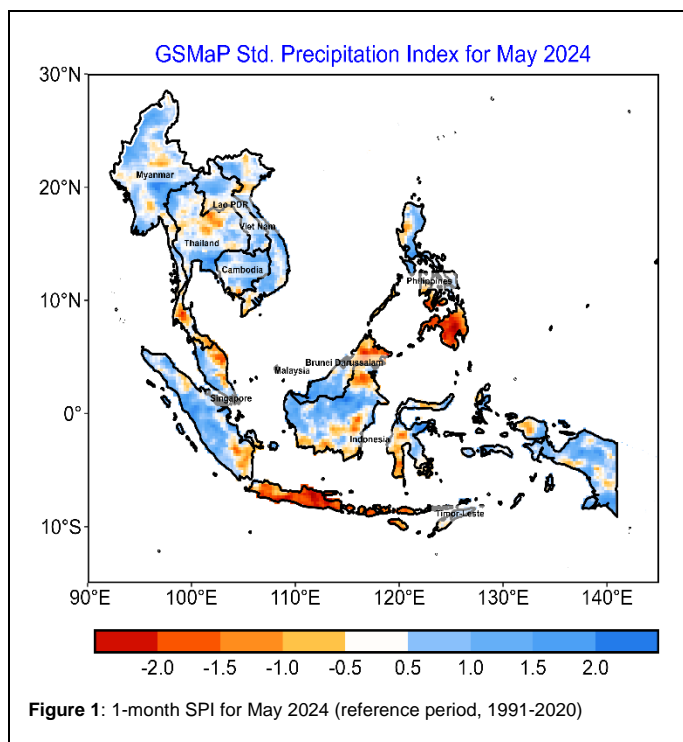 GSMaP Std. Precipitation Index for May 2024
30°N
20°N
10°N
0°
10°S
Myanmar
Lao PDR
Viet Nam
Thailand
Cambodia
Philippines
Brunei Darussalam
Malaysia
Singapore
Indonesia
Timor-Leste
90°E 100°E 110°E 120°E 130°E 140°E
-2.0 -1.5 -1.0 -0.5 0.5 1.0 1.5 2.0
Figure 1: 1-month SPI for May 2024 (reference period, 1991-2020)